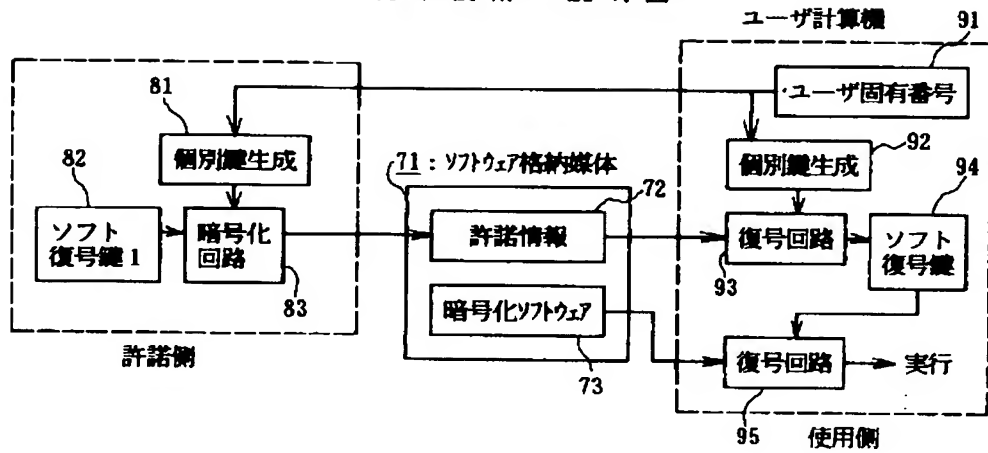 ユーザ計算機
91
81
・ユーザ固有番号
82
個別鍵生成
71：ソフトウェア格納媒体
72
個別鍵生成
92
94
ソフト
復号鍵1
暗号化
回路
許諾情報
復号回路
ソフト
復号鍵
83
93
暗号化ソフトウェア
許諾側
73
復号回路
実行
95
使用側